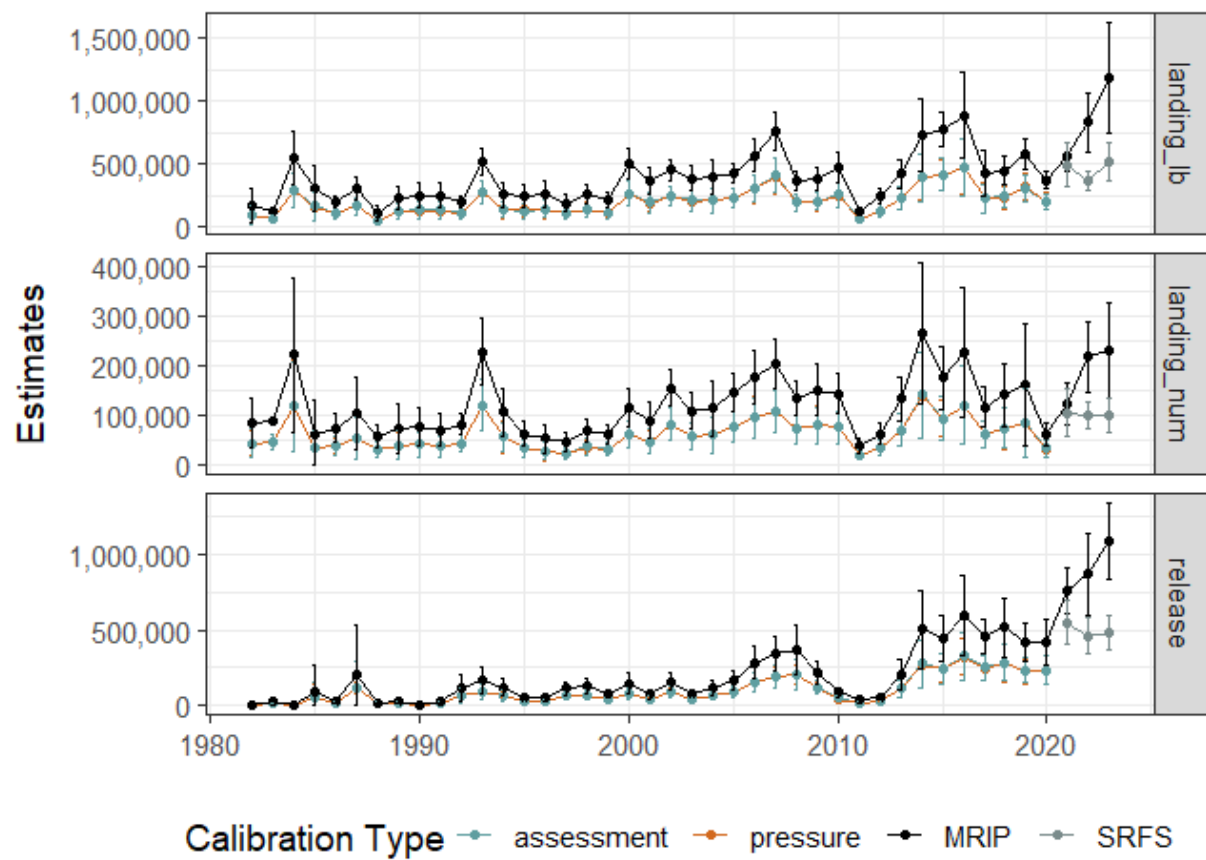 1,500,000
1,000,000
500,000
0
landing_lb
400,000
300,000
200,000
100,000
0
landing_num
1,000,000
500,000
0
release
Estimates
1980 1990 2000 2010 2020
Calibration Type assessment pressure MRIP SRFS